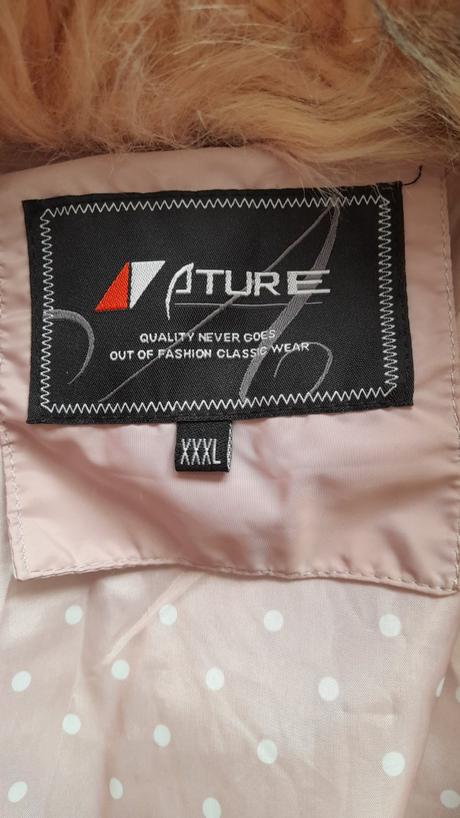 ATURE
QUALITY NEVER GOES
OUT OF FASHION CLASSIC WEAR
XXXL